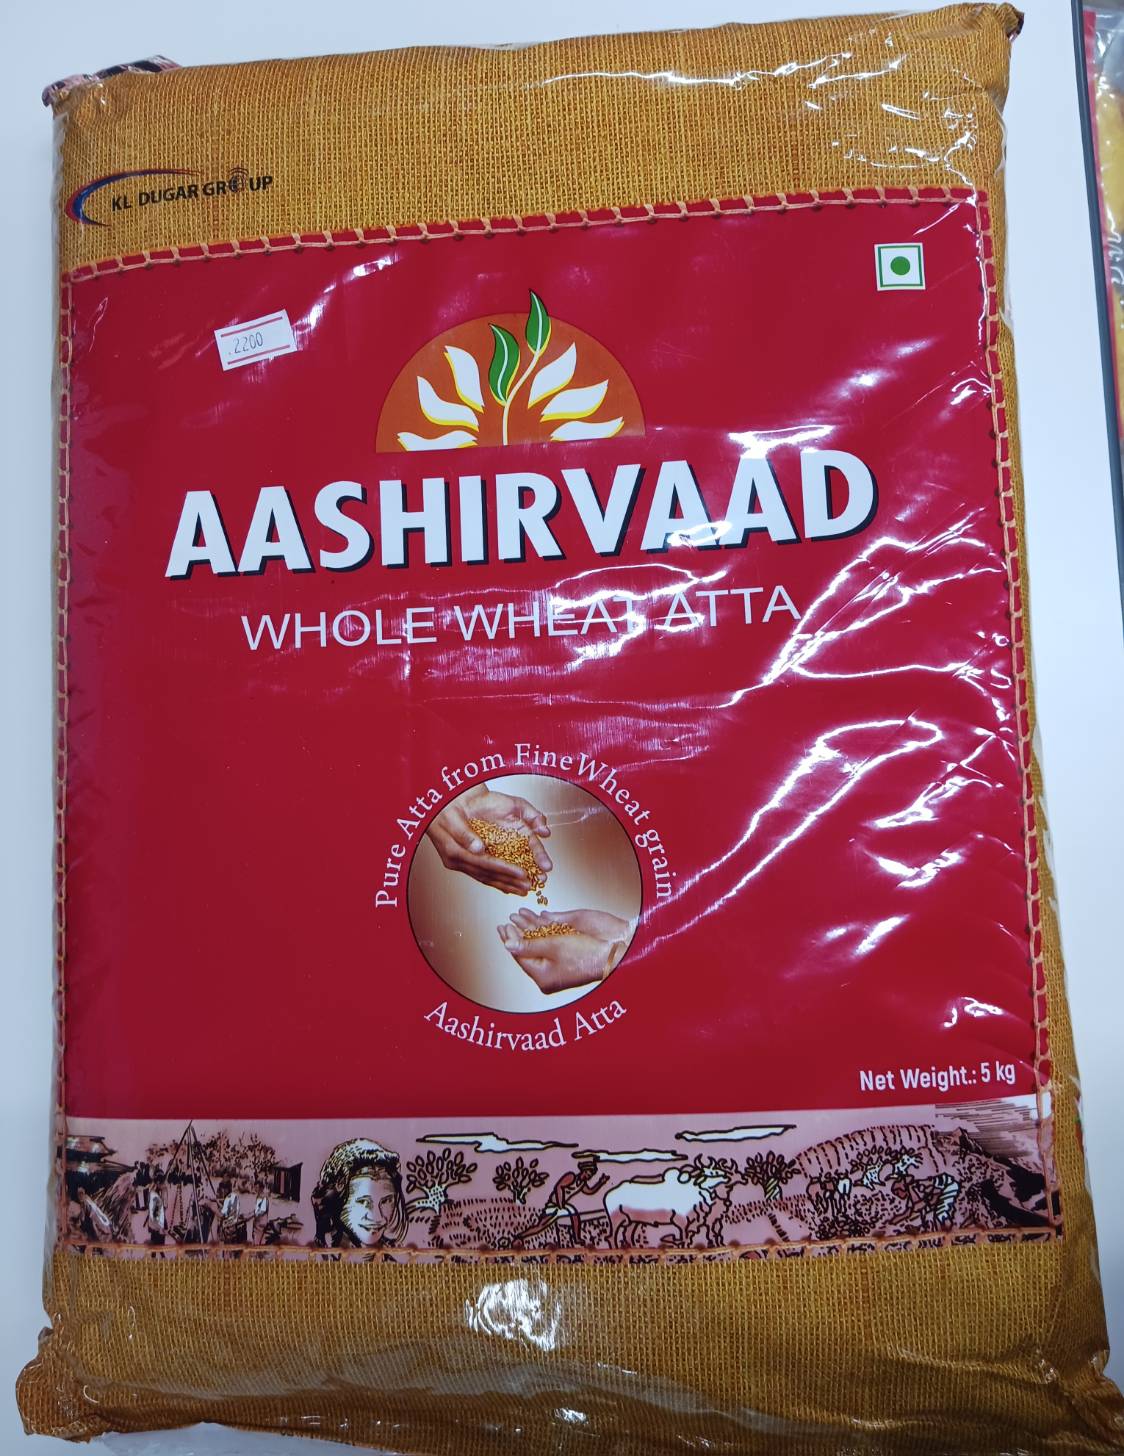 KL DUGAR GROUP
.2200
AASHIRVAAD
WHOLE WHEAT ATTA
Pure Atta from Fine Wheat grain
Aashirvaad Atta
Net Weight.: 5 kg